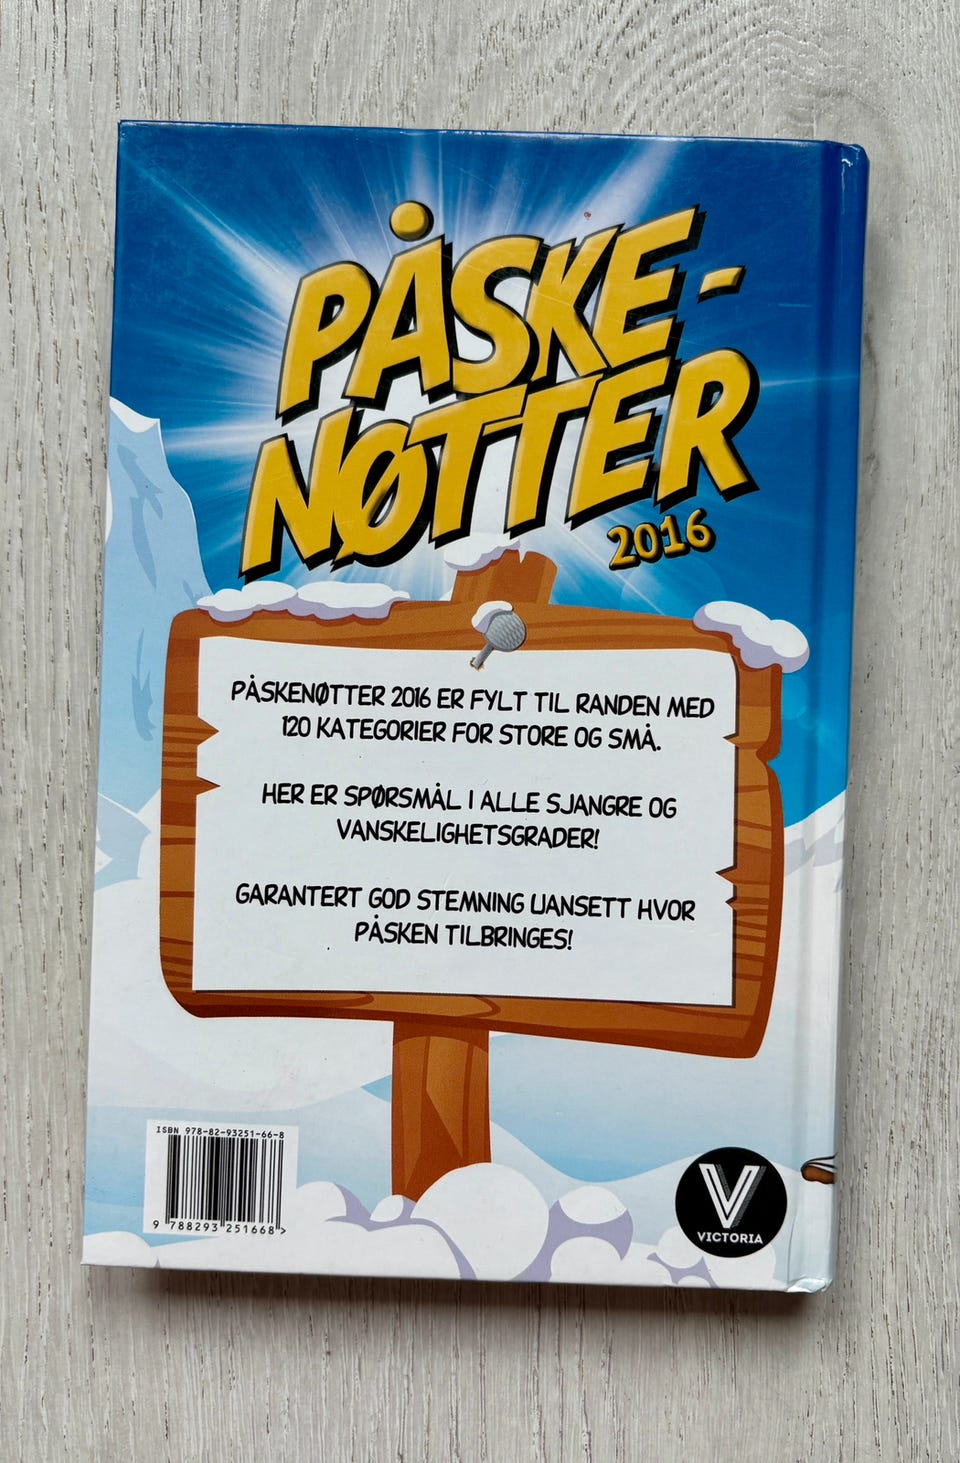 PÅSKE-
NØTTER
2016
PÅSKENØTTER 2016 ER FYLT TIL RANDEN MED
120 KATEGORIER FOR STORE OG SMÅ.
HER ER SPØRSMÅL I ALLE SJANGRE OG
VANSKELIGHETSGRADER!
GARANTERT GOD STEMNING UANSETT HVOR
PÅSKEN TILBRINGES!
ISBN 978-82-93251-66-8
9 788293 251668 >
V
VICTORIA